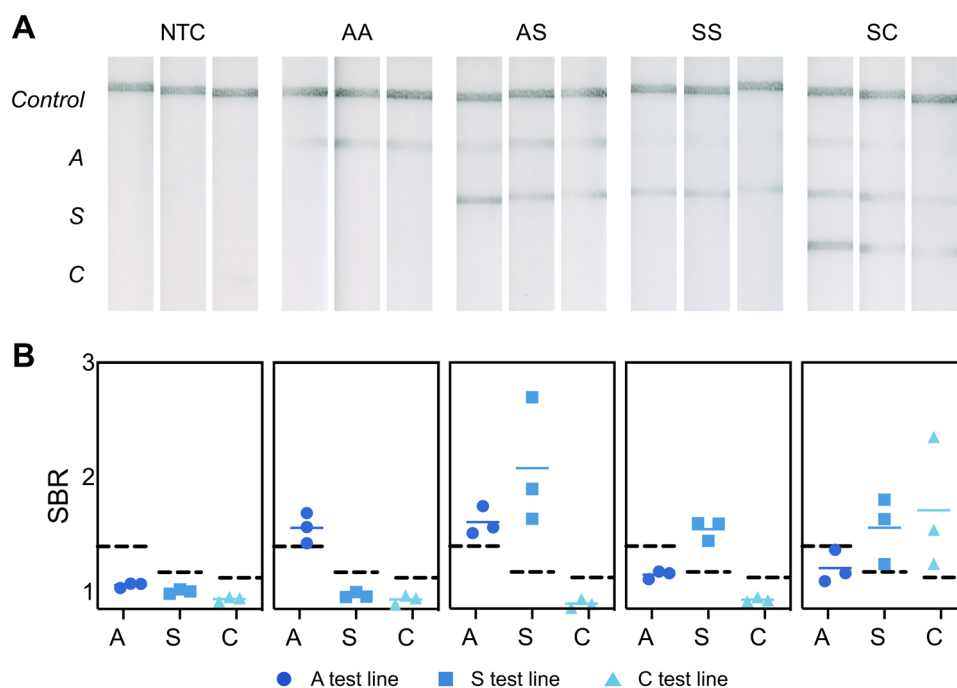 A
NTC AA AS SS SC
Control
A
S
C
B
3
2
1
SBR
A S C A S C A S C A S C A S C
A test line S test line C test line